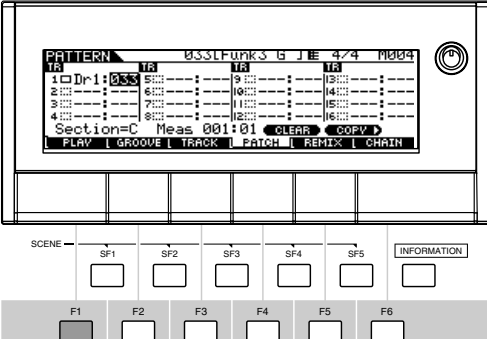 PATTERN 033[Funk3 G ] 4/4 M004
TR TR TR TR
1 Dr1:033 5 ---:--- 9 ---:--- 13 ---:---
2 ---:--- 6 ---:--- 10 ---:--- 14 ---:---
3 ---:--- 7 ---:--- 11 ---:--- 15 ---:---
4 ---:--- 8 ---:--- 12 ---:--- 16 ---:---
Section=C Meas 001:01 CLEAR COPY
PLAY GROOVE TRACK PATCH REMIX CHAIN
SCENE SF1 SF2 SF3 SF4 SF5 INFORMATION
F1 F2 F3 F4 F5 F6